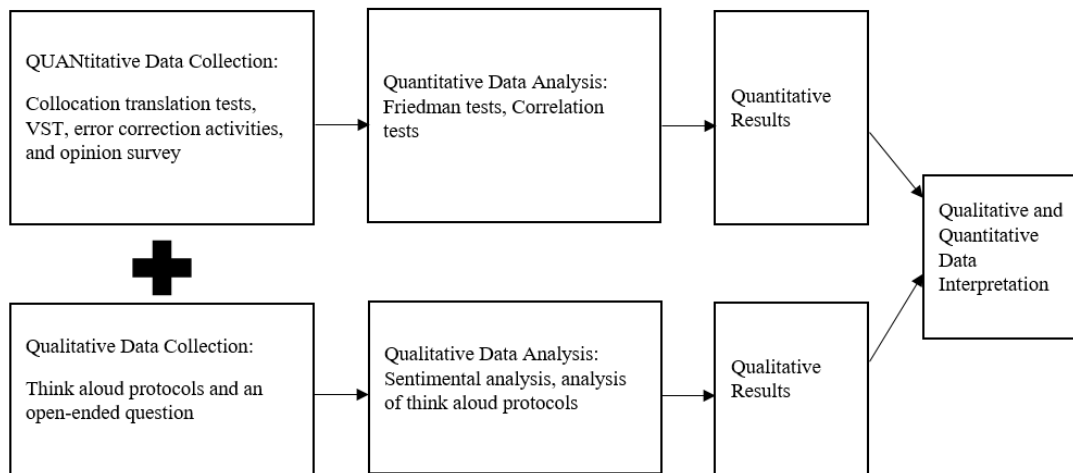 QUANtitative Data Collection:
Collocation translation tests,
VST, error correction activities,
and opinion survey
Quantitative Data Analysis:
Friedman tests, Correlation
tests
Quantitative
Results
Qualitative and
Quantitative
Data
Interpretation
Qualitative Data Collection:
Think aloud protocols and an
open-ended question
Qualitative Data Analysis:
Sentimental analysis, analysis
of think aloud protocols
Qualitative
Results